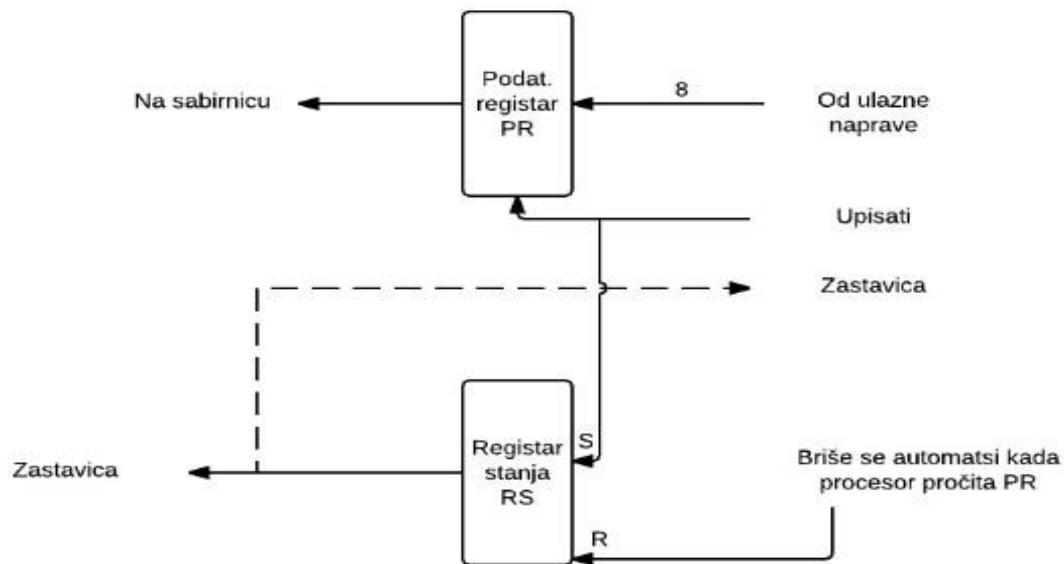 Podat.
registar
PR
Na sabirnicu
8
Od ulazne
naprave
Upisati
Zastavica
Registar
stanja
RS
S
R
Zastavica
Briše se automatsi kada
procesor pročita PR